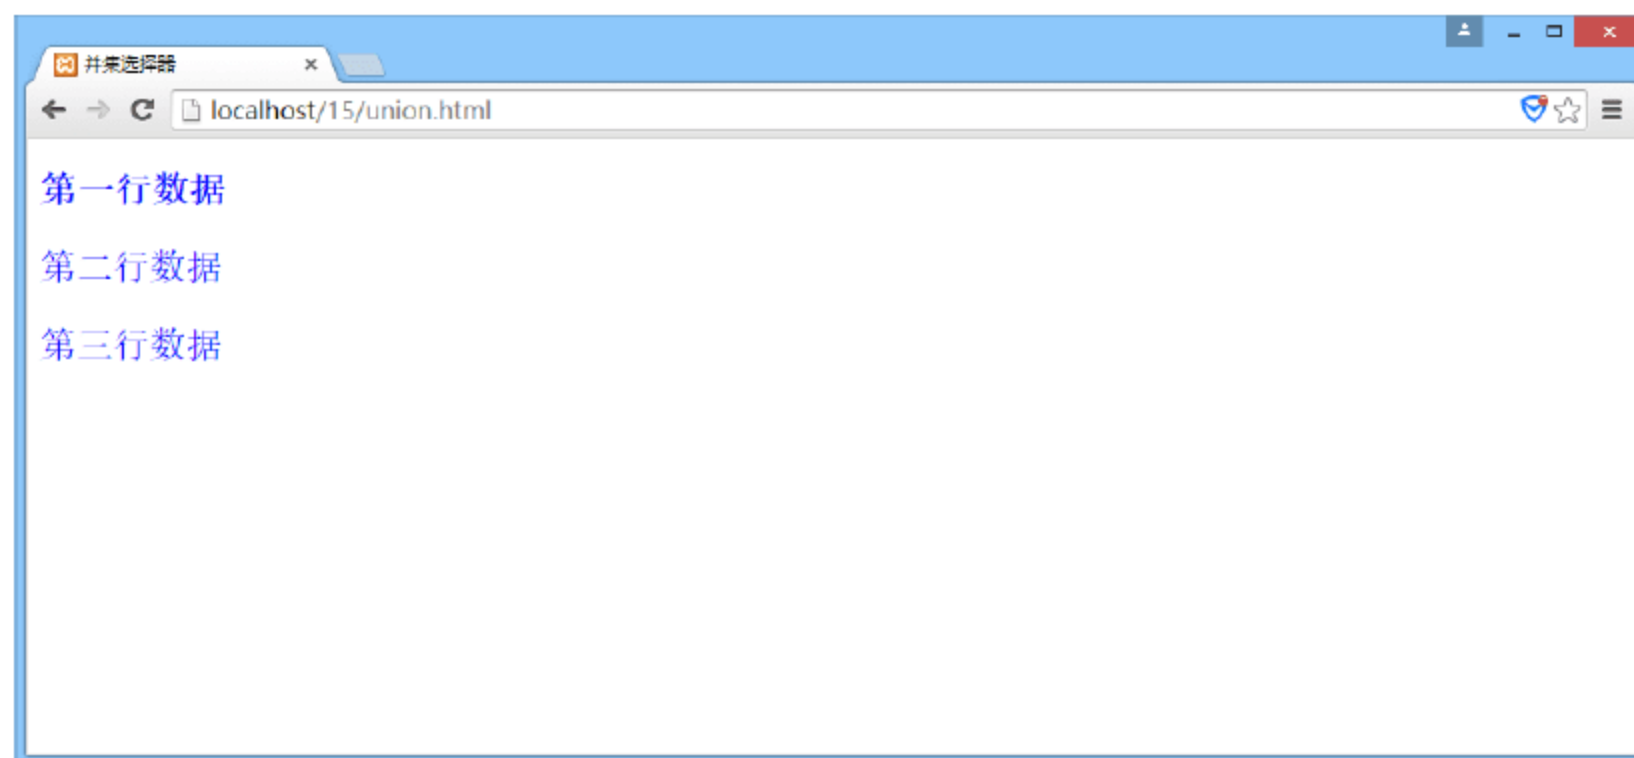 并集选择器
localhost/15/union.html
第一行数据
第二行数据
第三行数据